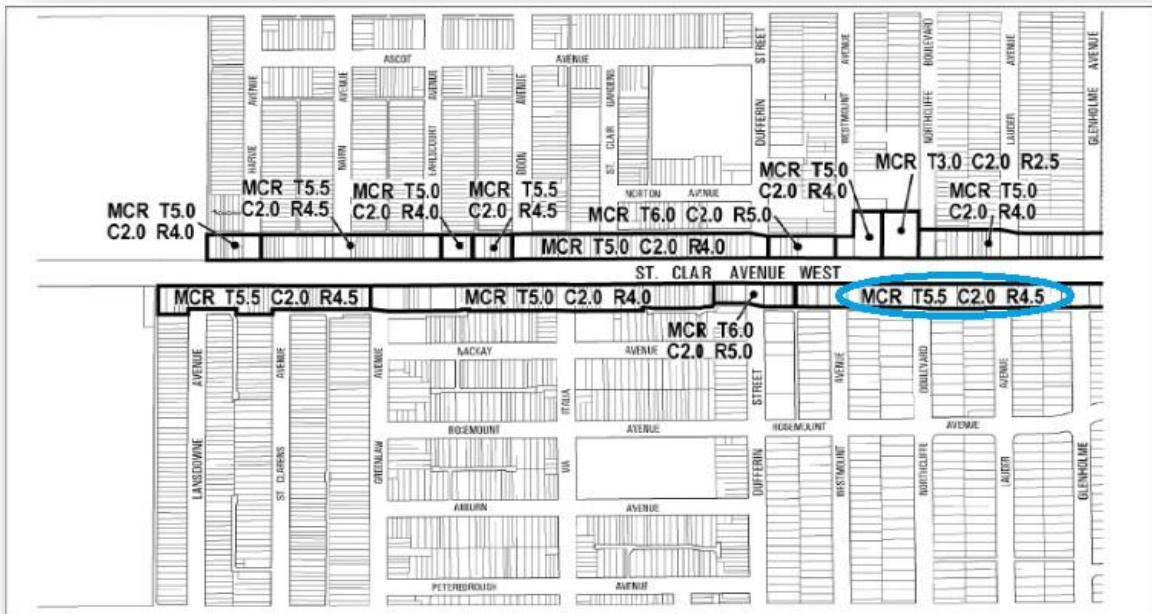 ASCOT AVENUE
HARVIE AVENUE
NAIRN AVENUE
EARLSCOURT AVENUE
BOON AVENUE
ST. CLAIR GARDENS
DUFFERIN STREET
WESTMOUNT AVENUE
NORTHCLIFFE BOULEVARD
LAUDER AVENUE
GLENHOLME AVENUE
NORTON AVENUE
MCR T5.0
C2.0 R4.0
MCR T5.5
C2.0 R4.5
MCR T5.0
C2.0 R4.0
MCR T5.5
C2.0 R4.5
MCR T6.0 C2.0 R5.0
MCR T5.0 C2.0 R4.0
MCR T5.0
C2.0 R4.0
MCR T3.0 C2.0 R2.5
MCR T5.0
C2.0 R4.0
ST. CLAR AVENUE WEST
MCR T5.5 C2.0 R4.5
MCR T5.0 C2.0 R4.0
MCR T6.0
C2.0 R5.0
MCR T5.5 C2.0 R4.5
MACKAY AVENUE
LANSDOWNE AVENUE
ST. CLARENS AVENUE
GREENLAW AVENUE
VIA ITALIA
DUFFERIN STREET
WESTMOUNT AVENUE
NORTHCLIFFE BOULEVARD
LAUDER AVENUE
GLENHOLME
ROSEMOUNT AVENUE
ROSEMOUNT AVENUE
AUBURN AVENUE
PETERBOROUGH AVENUE